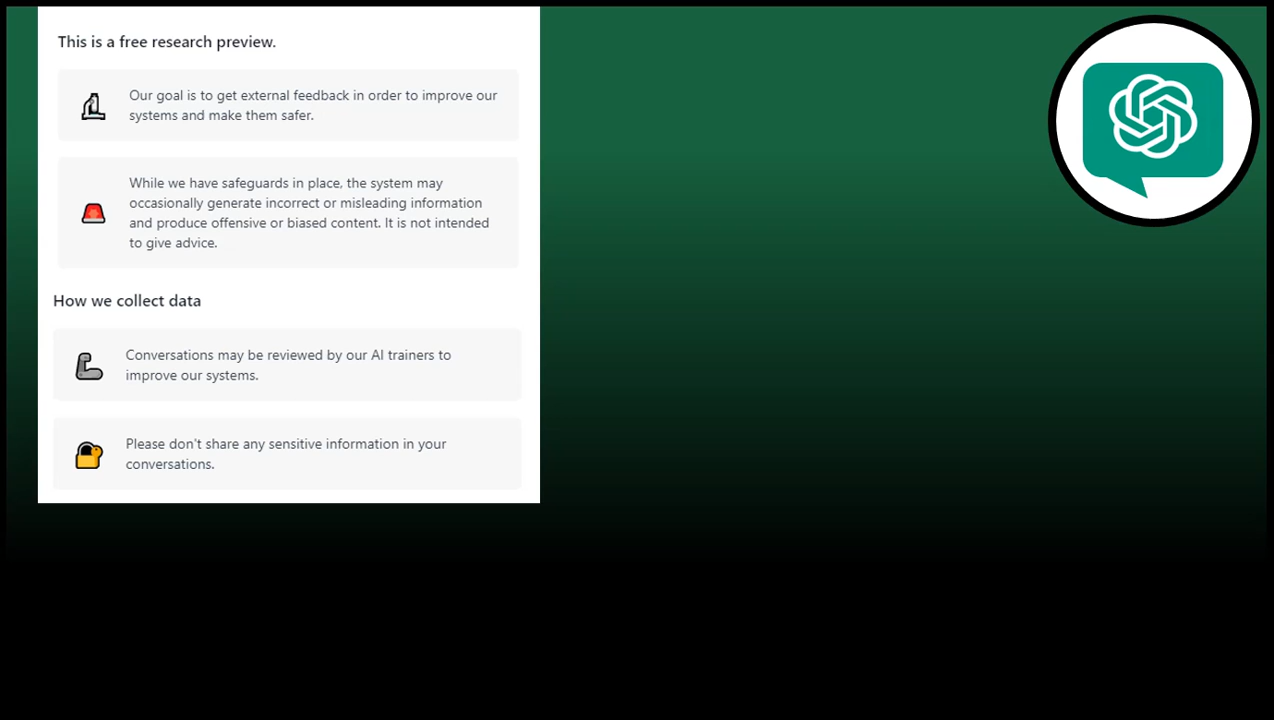 This is a free research preview.
Our goal is to get external feedback in order to improve our
systems and make them safer.
While we have safeguards in place, the system may
occasionally generate incorrect or misleading information
and produce offensive or biased content. It is not intended
to give advice.
How we collect data
Conversations may be reviewed by our AI trainers to
improve our systems.
Please don't share any sensitive information in your
conversations.